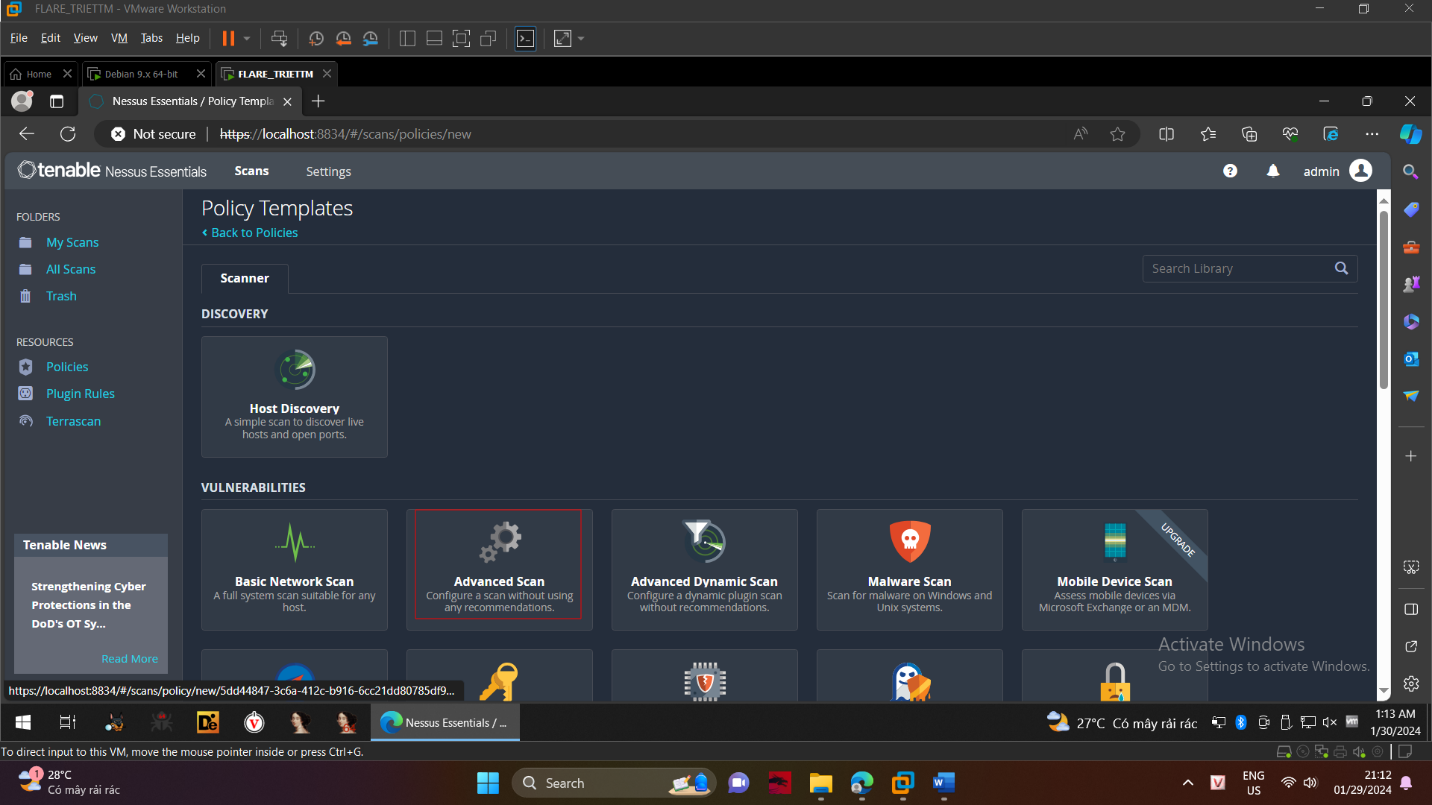 FLARE_TRIETTM - VMware Workstation
File Edit View VM Tabs Help
Home Debian 9.x 64-bit FLARE_TRIETTM
Nessus Essentials / Policy Templa
Not secure https://localhost:8834/#/scans/policies/new
tenable Nessus Essentials Scans Settings admin
FOLDERS
My Scans
All Scans
Trash
RESOURCES
Policies
Plugin Rules
Terrascan
Tenable News
Strengthening Cyber
Protections in the
DoD's OT Sy...
Read More
Policy Templates
Back to Policies
Scanner
Search Library
DISCOVERY
Host Discovery
A simple scan to discover live
hosts and open ports.
VULNERABILITIES
Basic Network Scan
A full system scan suitable for any
host.
Advanced Scan
Configure a scan without using
any recommendations.
Advanced Dynamic Scan
Configure a dynamic plugin scan
without recommendations.
Malware Scan
Scan for malware on Windows and
Unix systems.
UPGRADE
Mobile Device Scan
Assess mobile devices via
Microsoft Exchange or an MDM.
Activate Windows
Go to Settings to activate Windows.
https://localhost:8834/#/scans/policy/new/5dd44847-3c6a-412c-b916-6cc21dd80785df9...
Nessus Essentials / ...
27°C Có mây rải rác
1:13 AM
1/30/2024
To direct input to this VM, move the mouse pointer inside or press Ctrl+G.
1
28°C
Có mây rải rác
Search
ENG
US
21:12
01/29/2024